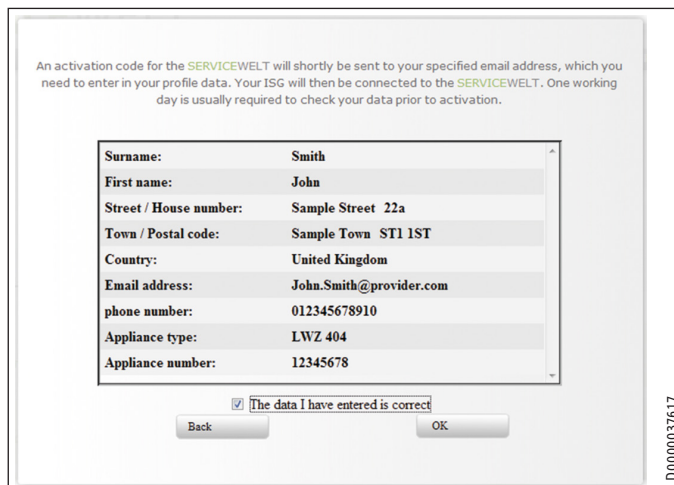 An activation code for the SERVICEWELT will shortly be sent to your specified email address, which you
need to enter in your profile data. Your ISG will then be connected to the SERVICEWELT. One working
day is usually required to check your data prior to activation.
Surname: Smith
First name: John
Street / House number: Sample Street 22a
Town / Postal code: Sample Town ST1 1ST
Country: United Kingdom
Email address: John.Smith@provider.com
phone number: 012345678910
Appliance type: LWZ 404
Appliance number: 12345678
The data I have entered is correct
Back OK
D0000037617